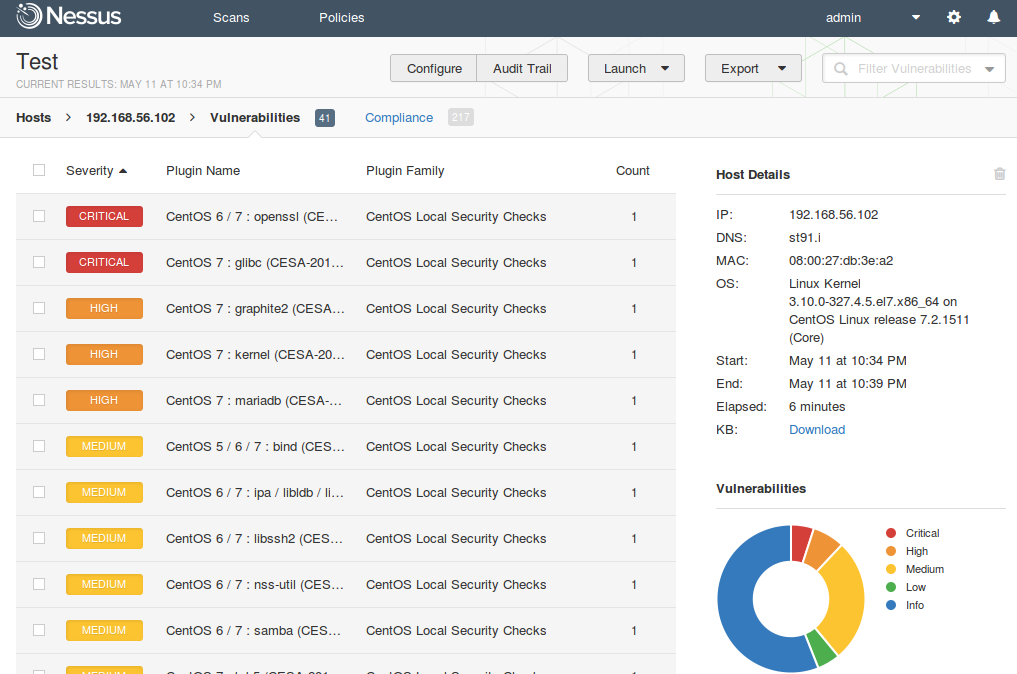 Nessus Scans Policies admin
Test
CURRENT RESULTS: MAY 11 AT 10:34 PM
Configure Audit Trail Launch Export Filter Vulnerabilities
Hosts > 192.168.56.102 > Vulnerabilities 41 Compliance 217
Severity Plugin Name Plugin Family Count
CRITICAL CentOS 6 / 7 : openssl (CE... CentOS Local Security Checks 1
CRITICAL CentOS 7 : glibc (CESA-201... CentOS Local Security Checks 1
HIGH CentOS 7 : graphite2 (CESA... CentOS Local Security Checks 1
HIGH CentOS 7 : kernel (CESA-20... CentOS Local Security Checks 1
HIGH CentOS 7 : mariadb (CESA-... CentOS Local Security Checks 1
MEDIUM CentOS 5 / 6 / 7 : bind (CES... CentOS Local Security Checks 1
MEDIUM CentOS 6 / 7 : ipa / libldb / li... CentOS Local Security Checks 1
MEDIUM CentOS 6 / 7 : libssh2 (CES... CentOS Local Security Checks 1
MEDIUM CentOS 6 / 7 : nss-util (CES... CentOS Local Security Checks 1
MEDIUM CentOS 6 / 7 : samba (CES... CentOS Local Security Checks 1
Host Details
IP: 192.168.56.102
DNS: st91.i
MAC: 08:00:27:db:3e:a2
OS: Linux Kernel
3.10.0-327.4.5.el7.x86_64 on
CentOS Linux release 7.2.1511
(Core)
Start: May 11 at 10:34 PM
End: May 11 at 10:39 PM
Elapsed: 6 minutes
KB: Download
Vulnerabilities
Critical
High
Medium
Low
Info